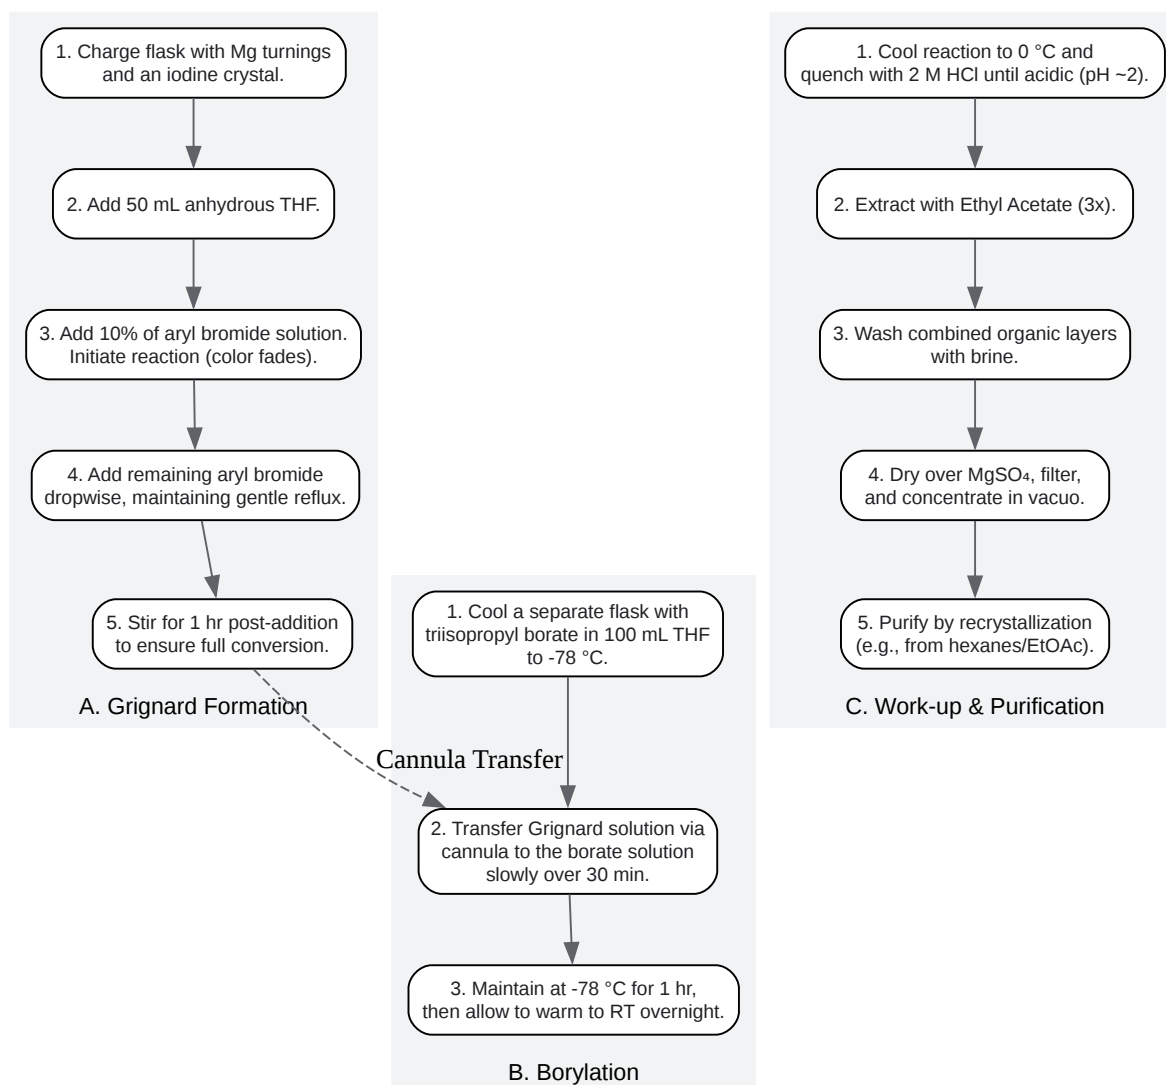 1. Charge flask with Mg turnings
and an iodine crystal.
2. Add 50 mL anhydrous THF.
3. Add 10% of aryl bromide solution.
Initiate reaction (color fades).
4. Add remaining aryl bromide
dropwise, maintaining gentle reflux.
5. Stir for 1 hr post-addition
to ensure full conversion.
A. Grignard Formation
Cannula Transfer
1. Cool a separate flask with
triisopropyl borate in 100 mL THF
to -78 °C.
2. Transfer Grignard solution via
cannula to the borate solution
slowly over 30 min.
3. Maintain at -78 °C for 1 hr,
then allow to warm to RT overnight.
B. Borylation
1. Cool reaction to 0 °C and
quench with 2 M HCl until acidic (pH ~2).
2. Extract with Ethyl Acetate (3x).
3. Wash combined organic layers
with brine.
4. Dry over MgSO₄, filter,
and concentrate in vacuo.
5. Purify by recrystallization
(e.g., from hexanes/EtOAc).
C. Work-up & Purification